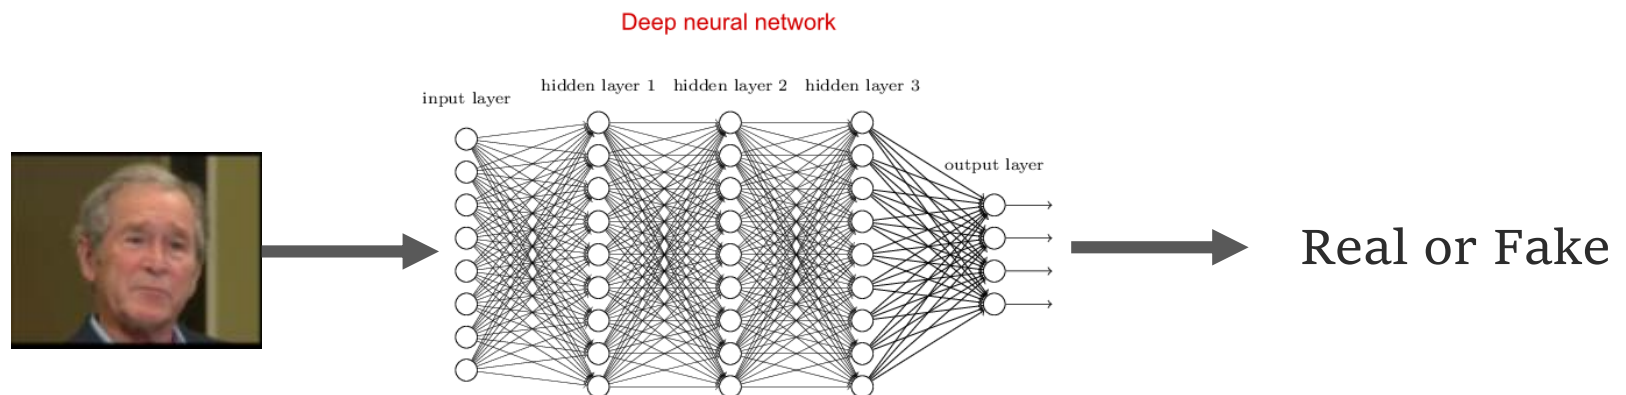 Deep neural network
hidden layer 1 hidden layer 2 hidden layer 3
input layer
output layer
Real or Fake